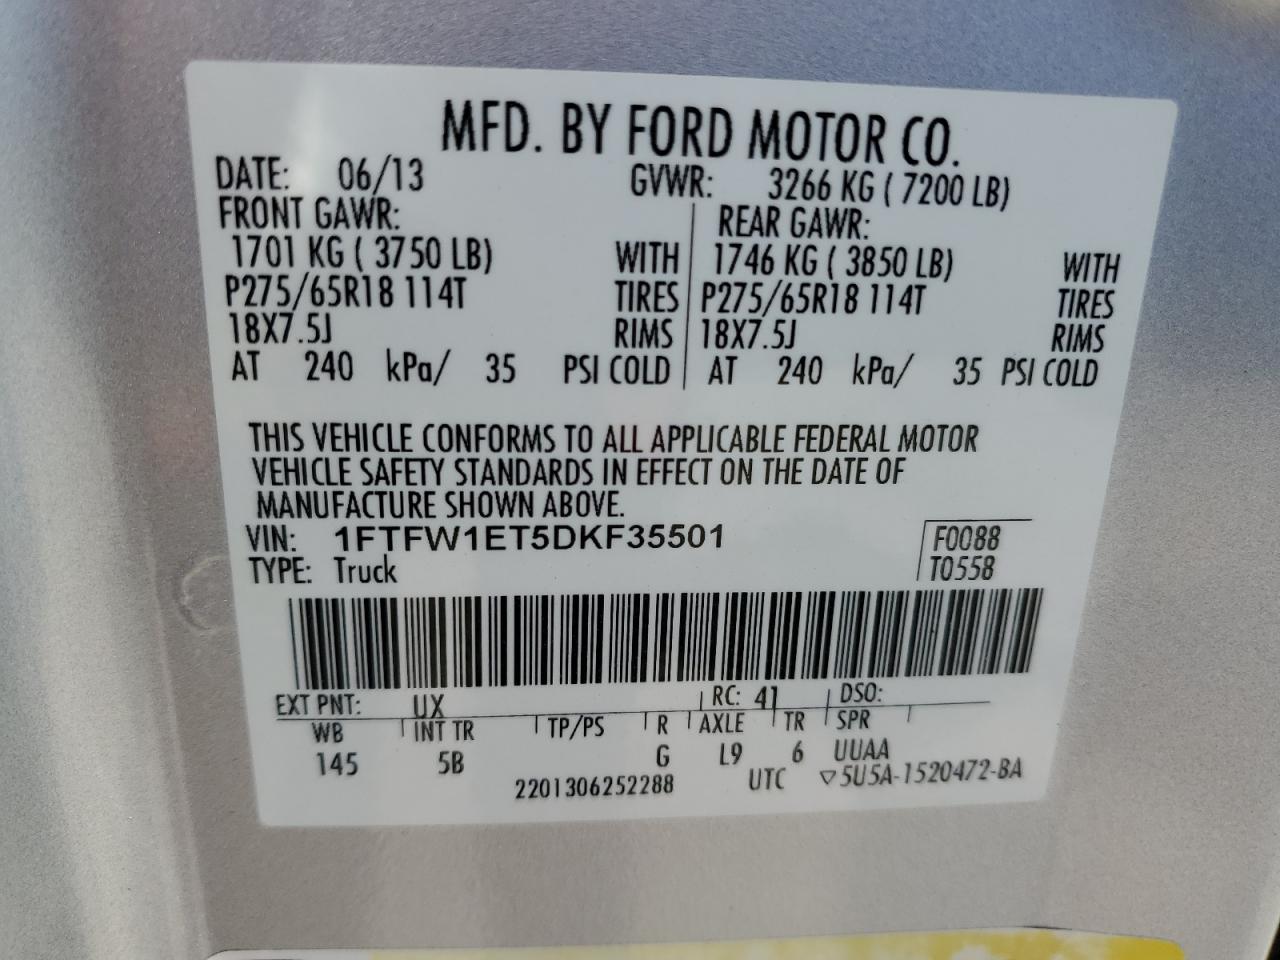 MFD. BY FORD MOTOR CO.
DATE: 06/13 GVWR: 3266 KG ( 7200 LB)
FRONT GAWR: REAR GAWR:
1701 KG ( 3750 LB) WITH 1746 KG ( 3850 LB) WITH
P275/65R18 114T TIRES P275/65R18 114T TIRES
18X7.5J RIMS 18X7.5J RIMS
AT 240 kPa/ 35 PSI COLD AT 240 kPa/ 35 PSI COLD
THIS VEHICLE CONFORMS TO ALL APPLICABLE FEDERAL MOTOR
VEHICLE SAFETY STANDARDS IN EFFECT ON THE DATE OF
MANUFACTURE SHOWN ABOVE.
VIN: 1FTFW1ET5DKF35501 F0088
TYPE: Truck T0558
EXT PNT: UX RC: 41 DSO:
WB INT TR TP/PS R AXLE TR SPR
145 5B G L9 6 UUAA
2201306252288 UTC ▽5U5A-1520472-BA